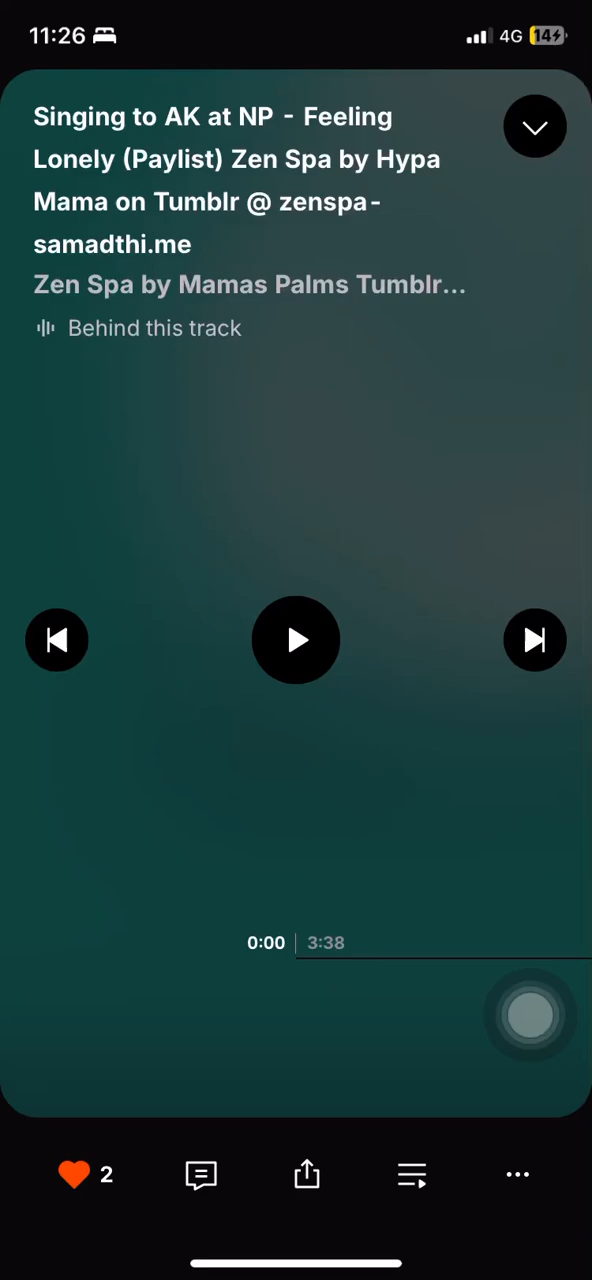 11:26
4G 14
Singing to AK at NP - Feeling
Lonely (Paylist) Zen Spa by Hypa
Mama on Tumblr @ zenspa-
samadthi.me
Zen Spa by Mamas Palms Tumblr...
Behind this track
0:00 3:38
2